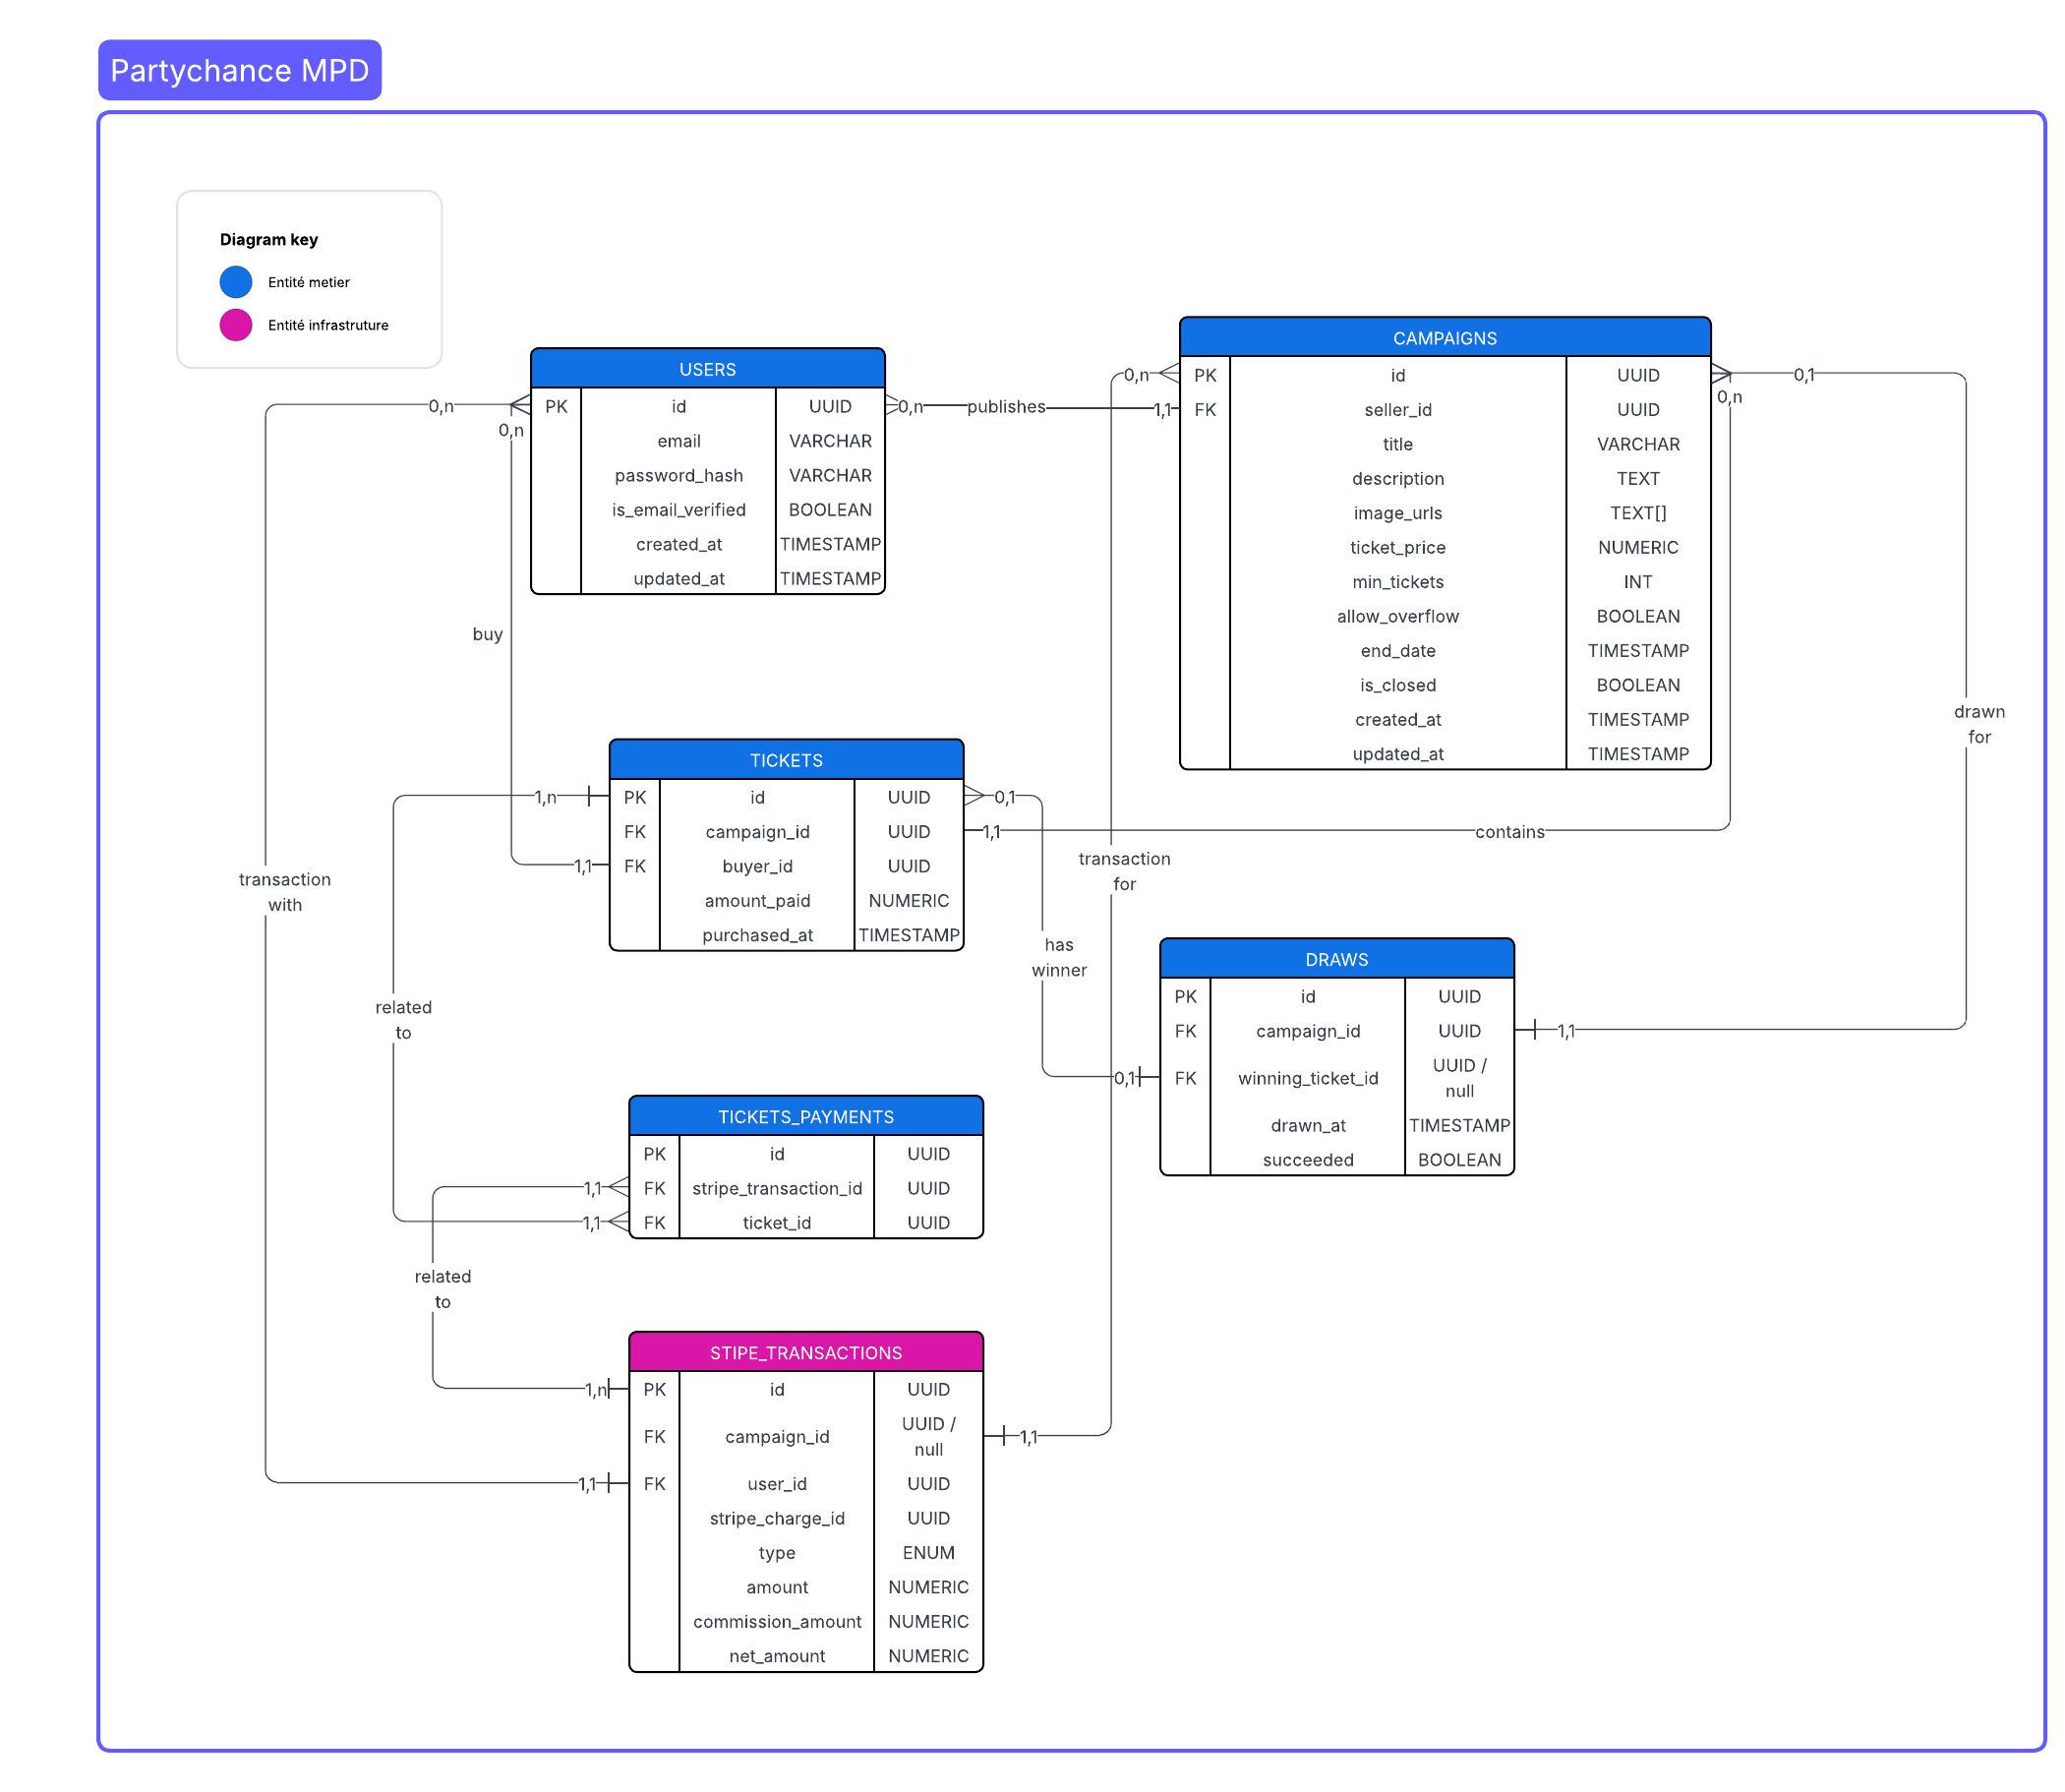 Partychance MPD
Diagram key
Entité metier
Entité infrastruture
USERS
PK id UUID
email VARCHAR
password_hash VARCHAR
is_email_verified BOOLEAN
created_at TIMESTAMP
updated_at TIMESTAMP
0,n
0,n
0,n
publishes
1,1
CAMPAIGNS
PK id UUID
FK seller_id UUID
title VARCHAR
description TEXT
image_urls TEXT[]
ticket_price NUMERIC
min_tickets INT
allow_overflow BOOLEAN
end_date TIMESTAMP
is_closed BOOLEAN
created_at TIMESTAMP
updated_at TIMESTAMP
0,n
0,1
0,n
buy
drawn
for
TICKETS
PK id UUID
FK campaign_id UUID
FK buyer_id UUID
amount_paid NUMERIC
purchased_at TIMESTAMP
1,n
1,1
0,1
1,1
contains
transaction
for
transaction
with
has
winner
related
to
DRAWS
PK id UUID
FK campaign_id UUID
FK winning_ticket_id UUID /
null
drawn_at TIMESTAMP
succeeded BOOLEAN
1,1
0,1
TICKETS_PAYMENTS
PK id UUID
FK stripe_transaction_id UUID
FK ticket_id UUID
1,1
1,1
related
to
STIPE_TRANSACTIONS
PK id UUID
FK campaign_id UUID /
null
FK user_id UUID
stripe_charge_id UUID
type ENUM
amount NUMERIC
commission_amount NUMERIC
net_amount NUMERIC
1,n
1,1
1,1